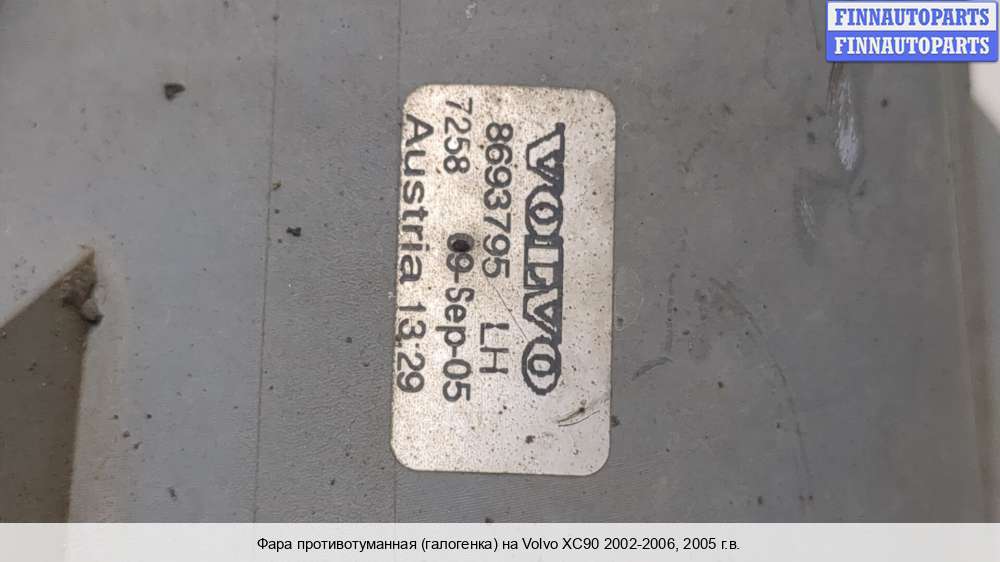 FINNAUTOPARTS
FINNAUTOPARTS
VOLVO
8693795 LH
7258 09-Sep-05
Austria 13:29
Фара противотуманная (галогенка) на Volvo XC90 2002-2006, 2005 г.в.